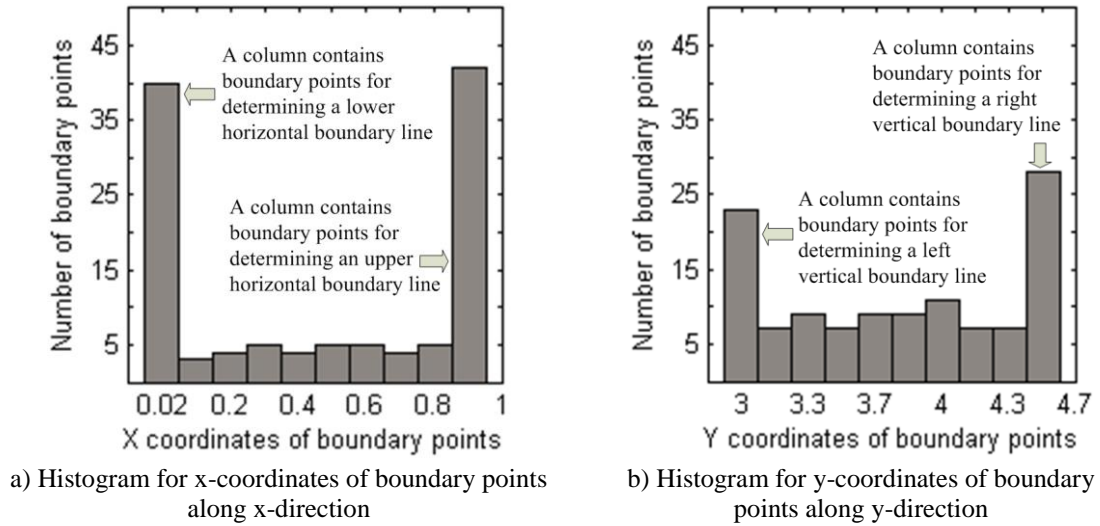 45
35
25
15
5
Number of boundary points
A column contains
boundary points for
determining a lower
horizontal boundary line
A column contains
boundary points for
determining an upper
horizontal boundary line
0.02 0.2 0.4 0.6 0.8 1
X coordinates of boundary points
a) Histogram for x-coordinates of boundary points
along x-direction
45
35
25
15
5
Number of boundary points
A column contains
boundary points for
determining a right
vertical boundary line
A column contains
boundary points for
determining a left
vertical boundary line
3 3.3 3.7 4 4.3 4.7
Y coordinates of boundary points
b) Histogram for y-coordinates of boundary
points along y-direction